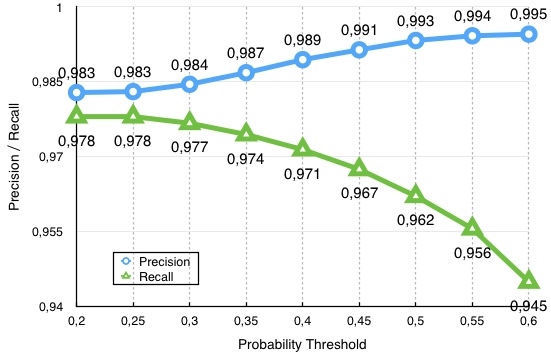 1
0,985
0,97
0,955
0,94
Precision / Recall
0,983 0,983 0,984 0,987 0,989 0,991 0,993 0,994 0,995
0,978 0,978 0,977 0,974 0,971 0,967 0,962 0,956 0,945
Precision
Recall
0,2 0,25 0,3 0,35 0,4 0,45 0,5 0,55 0,6
Probability Threshold